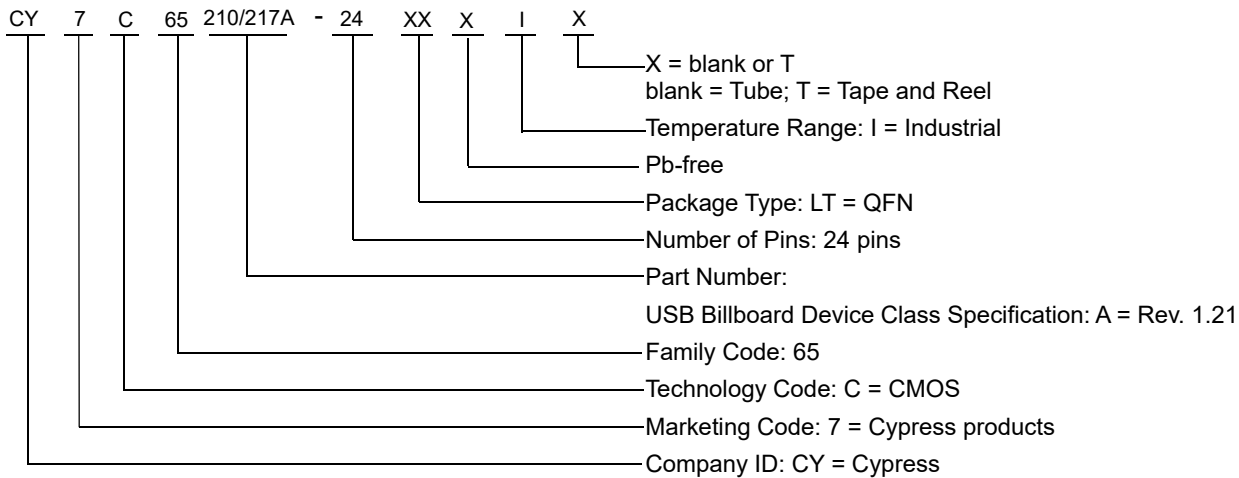 CY 7 C 65 210/217A - 24 XX X I X
X = blank or T
blank = Tube; T = Tape and Reel
Temperature Range: I = Industrial
Pb-free
Package Type: LT = QFN
Number of Pins: 24 pins
Part Number:
USB Billboard Device Class Specification: A = Rev. 1.21
Family Code: 65
Technology Code: C = CMOS
Marketing Code: 7 = Cypress products
Company ID: CY = Cypress